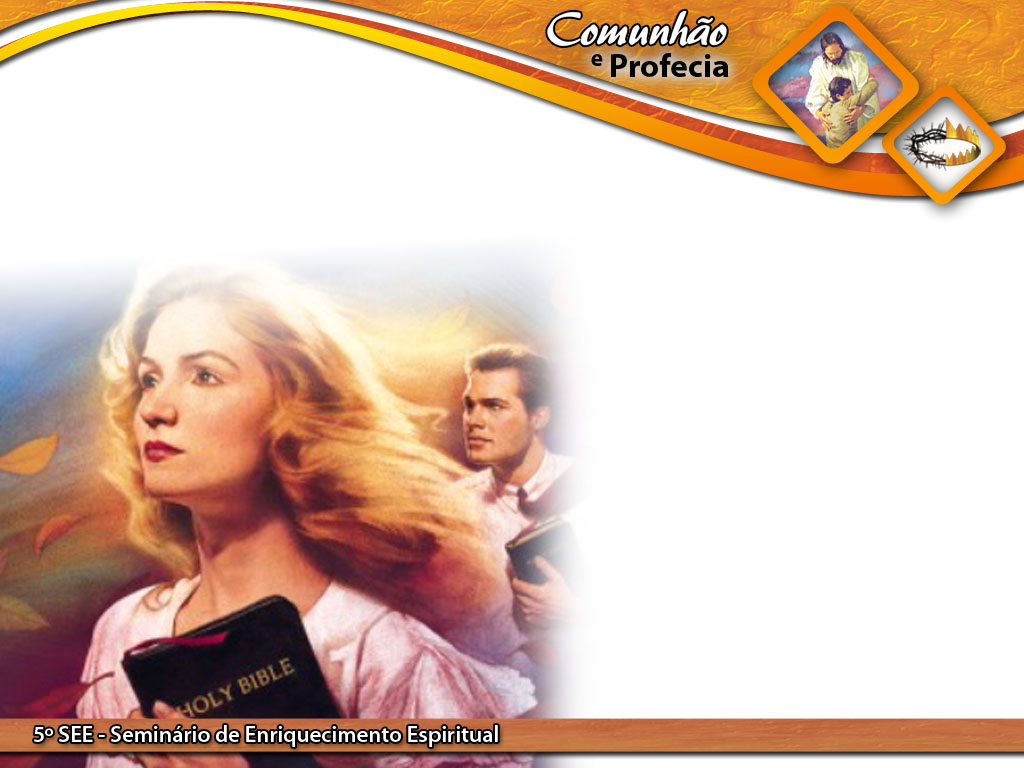 Comunhão
e Profecia
HOLY BIBLE
5º SEE - Seminário de Enriquecimento Espiritual